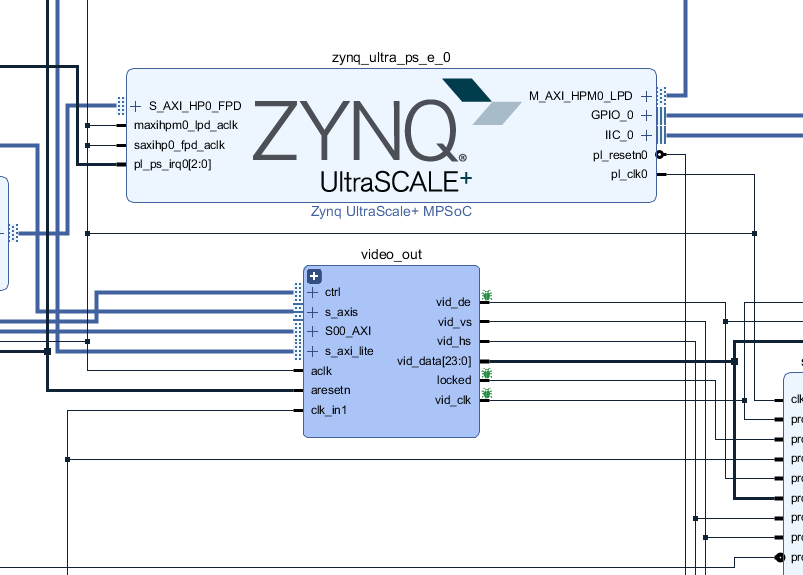 zynq_ultra_ps_e_0
S_AXI_HP0_FPD
maxihpm0_lpd_aclk
saxihp0_fpd_aclk
pl_ps_irq0[2:0]
ZYNQ®
UltraSCALE+
M_AXI_HPM0_LPD
GPIO_0
IIC_0
pl_resetn0
pl_clk0
Zynq UltraScale+ MPSoC
video_out
ctrl
s_axis
S00_AXI
s_axi_lite
aclk
aresetn
clk_in1
vid_de
vid_vs
vid_hs
vid_data[23:0]
locked
vid_clk